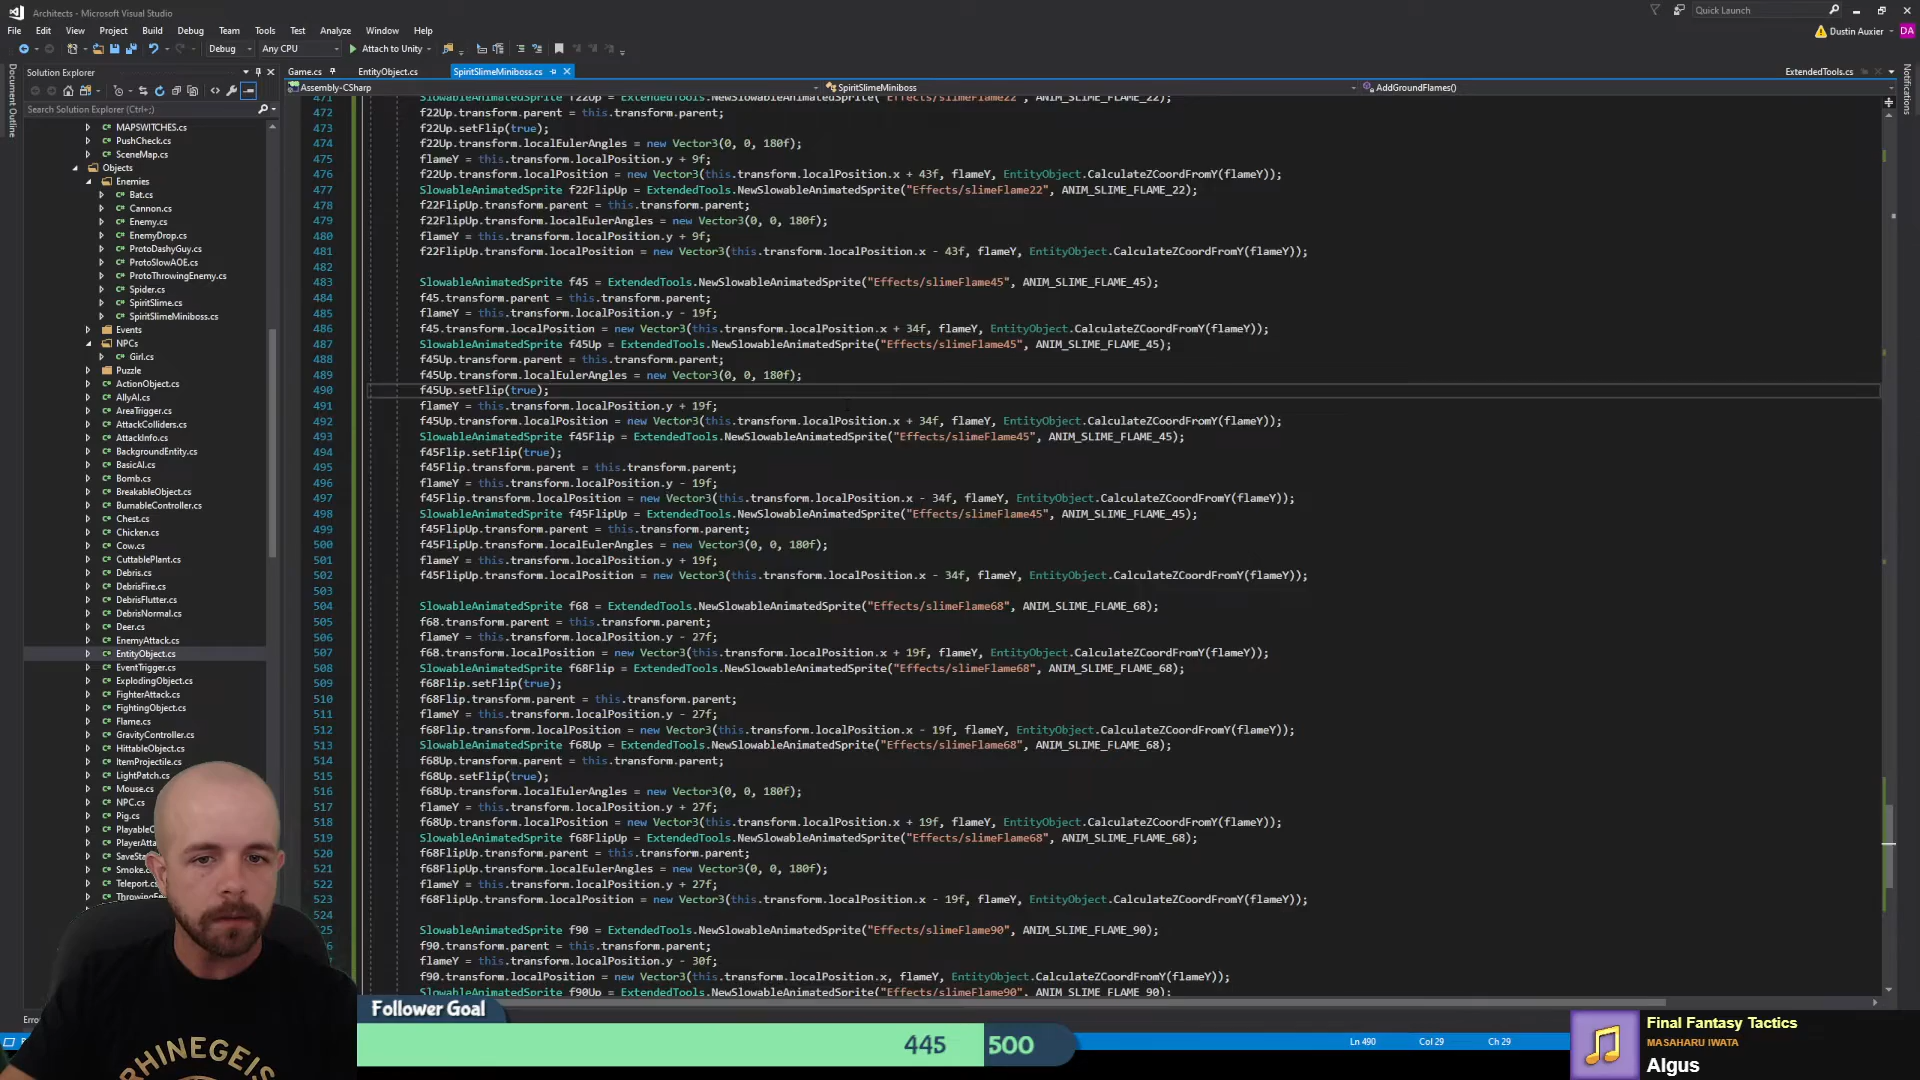 Architects - Microsoft Visual Studio
Quick Launch
File Edit View Project Build Debug Team Tools Test Analyze Window Help
Dustin Auxier DA
Debug Any CPU Attach to Unity
Document Outline
Notifications
Solution Explorer
Game.cs EntityObject.cs SpiritSlimeMiniboss.cs ExtendedTools.cs
Assembly-CSharp SpiritSlimeMiniboss AddGroundFlames()
Search Solution Explorer (Ctrl+;)
MAPSWITCHES.cs
PushCheck.cs
SceneMap.cs
Objects
Enemies
Bat.cs
Cannon.cs
Enemy.cs
EnemyDrop.cs
ProtoDashyGuy.cs
ProtoSlowAOE.cs
ProtoThrowingEnemy.cs
Spider.cs
SpiritSlime.cs
SpiritSlimeMiniboss.cs
Events
NPCs
Girl.cs
Puzzle
ActionObject.cs
AllyAI.cs
AreaTrigger.cs
AttackColliders.cs
AttackInfo.cs
BackgroundEntity.cs
BasicAI.cs
Bomb.cs
BreakableObject.cs
BurnableController.cs
Chest.cs
Chicken.cs
Cow.cs
CuttablePlant.cs
Debris.cs
DebrisFire.cs
DebrisFlutter.cs
DebrisNormal.cs
Deer.cs
EnemyAttack.cs
EntityObject.cs
EventTrigger.cs
ExplodingObject.cs
FighterAttack.cs
FightingObject.cs
Flame.cs
GravityController.cs
HittableObject.cs
ItemProjectile.cs
LightPatch.cs
Mouse.cs
NPC.cs
Pig.cs
PlayableC
PlayerAtta
SaveSta
Smoke.c
Teleport.cs
ThrowingE
471 SlowableAnimatedSprite f22Up = ExtendedTools.NewSlowableAnimatedSprite("Effects/slimeFlame22", ANIM_SLIME_FLAME_22);
472 f22Up.transform.parent = this.transform.parent;
473 f22Up.setFlip(true);
474 f22Up.transform.localEulerAngles = new Vector3(0, 0, 180f);
475 flameY = this.transform.localPosition.y + 9f;
476 f22Up.transform.localPosition = new Vector3(this.transform.localPosition.x + 43f, flameY, EntityObject.CalculateZCoordFromY(flameY));
477 SlowableAnimatedSprite f22FlipUp = ExtendedTools.NewSlowableAnimatedSprite("Effects/slimeFlame22", ANIM_SLIME_FLAME_22);
478 f22FlipUp.transform.parent = this.transform.parent;
479 f22FlipUp.transform.localEulerAngles = new Vector3(0, 0, 180f);
480 flameY = this.transform.localPosition.y + 9f;
481 f22FlipUp.transform.localPosition = new Vector3(this.transform.localPosition.x - 43f, flameY, EntityObject.CalculateZCoordFromY(flameY));
482
483 SlowableAnimatedSprite f45 = ExtendedTools.NewSlowableAnimatedSprite("Effects/slimeFlame45", ANIM_SLIME_FLAME_45);
484 f45.transform.parent = this.transform.parent;
485 flameY = this.transform.localPosition.y - 19f;
486 f45.transform.localPosition = new Vector3(this.transform.localPosition.x + 34f, flameY, EntityObject.CalculateZCoordFromY(flameY));
487 SlowableAnimatedSprite f45Up = ExtendedTools.NewSlowableAnimatedSprite("Effects/slimeFlame45", ANIM_SLIME_FLAME_45);
488 f45Up.transform.parent = this.transform.parent;
489 f45Up.transform.localEulerAngles = new Vector3(0, 0, 180f);
490 f45Up.setFlip(true);
491 flameY = this.transform.localPosition.y + 19f;
492 f45Up.transform.localPosition = new Vector3(this.transform.localPosition.x + 34f, flameY, EntityObject.CalculateZCoordFromY(flameY));
493 SlowableAnimatedSprite f45Flip = ExtendedTools.NewSlowableAnimatedSprite("Effects/slimeFlame45", ANIM_SLIME_FLAME_45);
494 f45Flip.setFlip(true);
495 f45Flip.transform.parent = this.transform.parent;
496 flameY = this.transform.localPosition.y - 19f;
497 f45Flip.transform.localPosition = new Vector3(this.transform.localPosition.x - 34f, flameY, EntityObject.CalculateZCoordFromY(flameY));
498 SlowableAnimatedSprite f45FlipUp = ExtendedTools.NewSlowableAnimatedSprite("Effects/slimeFlame45", ANIM_SLIME_FLAME_45);
499 f45FlipUp.transform.parent = this.transform.parent;
500 f45FlipUp.transform.localEulerAngles = new Vector3(0, 0, 180f);
501 flameY = this.transform.localPosition.y + 19f;
502 f45FlipUp.transform.localPosition = new Vector3(this.transform.localPosition.x - 34f, flameY, EntityObject.CalculateZCoordFromY(flameY));
503
504 SlowableAnimatedSprite f68 = ExtendedTools.NewSlowableAnimatedSprite("Effects/slimeFlame68", ANIM_SLIME_FLAME_68);
505 f68.transform.parent = this.transform.parent;
506 flameY = this.transform.localPosition.y - 27f;
507 f68.transform.localPosition = new Vector3(this.transform.localPosition.x + 19f, flameY, EntityObject.CalculateZCoordFromY(flameY));
508 SlowableAnimatedSprite f68Flip = ExtendedTools.NewSlowableAnimatedSprite("Effects/slimeFlame68", ANIM_SLIME_FLAME_68);
509 f68Flip.setFlip(true);
510 f68Flip.transform.parent = this.transform.parent;
511 flameY = this.transform.localPosition.y - 27f;
512 f68Flip.transform.localPosition = new Vector3(this.transform.localPosition.x - 19f, flameY, EntityObject.CalculateZCoordFromY(flameY));
513 SlowableAnimatedSprite f68Up = ExtendedTools.NewSlowableAnimatedSprite("Effects/slimeFlame68", ANIM_SLIME_FLAME_68);
514 f68Up.transform.parent = this.transform.parent;
515 f68Up.setFlip(true);
516 f68Up.transform.localEulerAngles = new Vector3(0, 0, 180f);
517 flameY = this.transform.localPosition.y + 27f;
518 f68Up.transform.localPosition = new Vector3(this.transform.localPosition.x + 19f, flameY, EntityObject.CalculateZCoordFromY(flameY));
519 SlowableAnimatedSprite f68FlipUp = ExtendedTools.NewSlowableAnimatedSprite("Effects/slimeFlame68", ANIM_SLIME_FLAME_68);
520 f68FlipUp.transform.parent = this.transform.parent;
521 f68FlipUp.transform.localEulerAngles = new Vector3(0, 0, 180f);
522 flameY = this.transform.localPosition.y + 27f;
523 f68FlipUp.transform.localPosition = new Vector3(this.transform.localPosition.x - 19f, flameY, EntityObject.CalculateZCoordFromY(flameY));
524
525 SlowableAnimatedSprite f90 = ExtendedTools.NewSlowableAnimatedSprite("Effects/slimeFlame90", ANIM_SLIME_FLAME_90);
f90.transform.parent = this.transform.parent;
flameY = this.transform.localPosition.y - 30f;
f90.transform.localPosition = new Vector3(this.transform.localPosition.x, flameY, EntityObject.CalculateZCoordFromY(flameY));
SlowableAnimatedSprite f90Up = ExtendedTools.NewSlowableAnimatedSprite("Effects/slimeFlame90", ANIM_SLIME_FLAME_90);
Erro
Ln 490 Col 29 Ch 29
Follower Goal
445 500
RHINEGEIS
Final Fantasy Tactics
MASAHARU IWATA
Algus